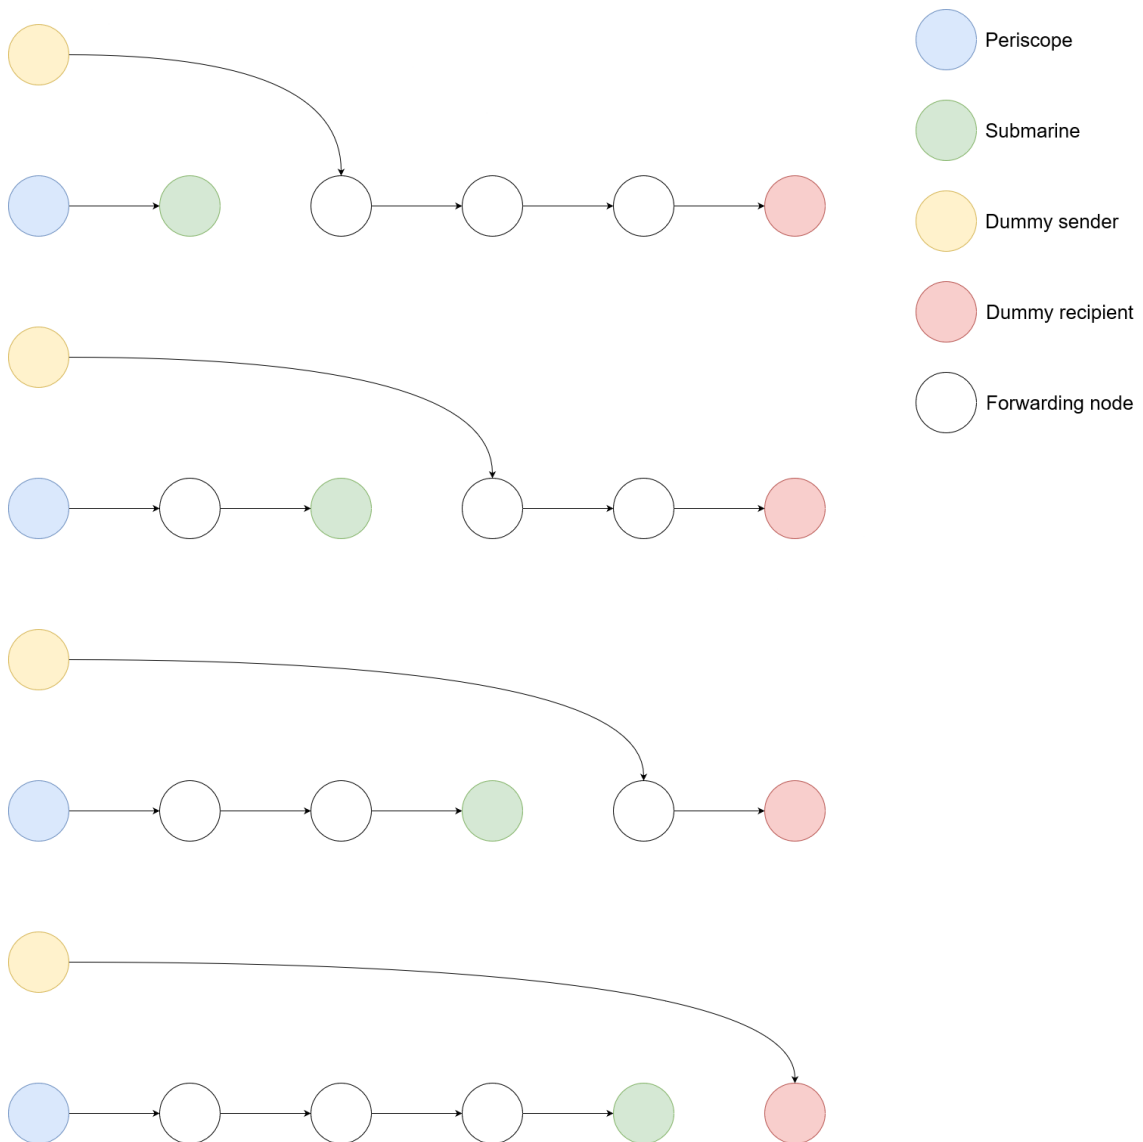 Periscope
Submarine
Dummy sender
Dummy recipient
Forwarding node